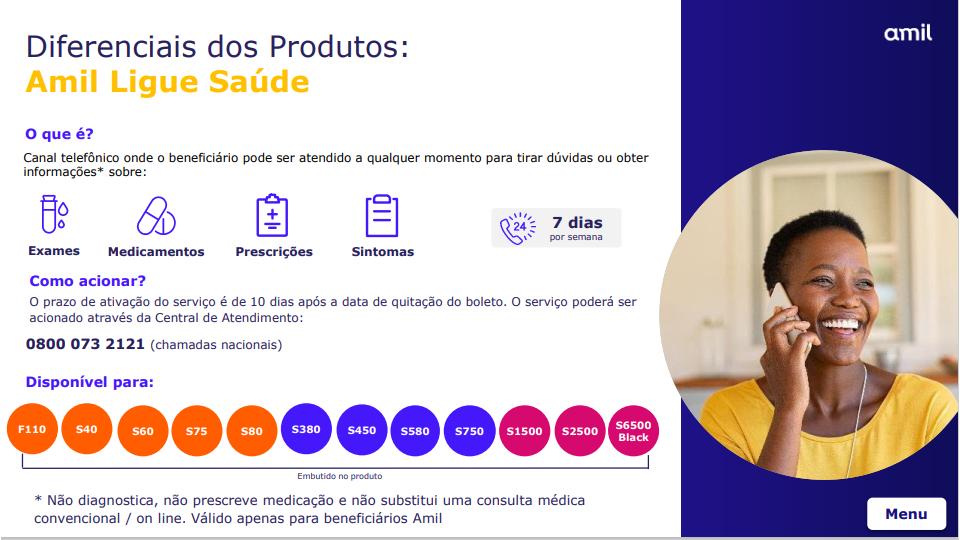 Diferenciais dos Produtos:
Amil Ligue Saúde
amil
O que é?
Canal telefônico onde o beneficiário pode ser atendido a qualquer momento para tirar dúvidas ou obter
informações* sobre:
Exames
Medicamentos
Prescrições
Sintomas
24
7 dias
por semana
Como acionar?
O prazo de ativação do serviço é de 10 dias após a data de quitação do boleto. O serviço poderá ser
acionado através da Central de Atendimento:
0800 073 2121 (chamadas nacionais)
Disponível para:
F110 S40 S60 S75 S80 S380 S450 S580 S750 S1500 S2500 S6500
Black
Embutido no produto
* Não diagnostica, não prescreve medicação e não substitui uma consulta médica
convencional / on line. Válido apenas para beneficiários Amil
Menu